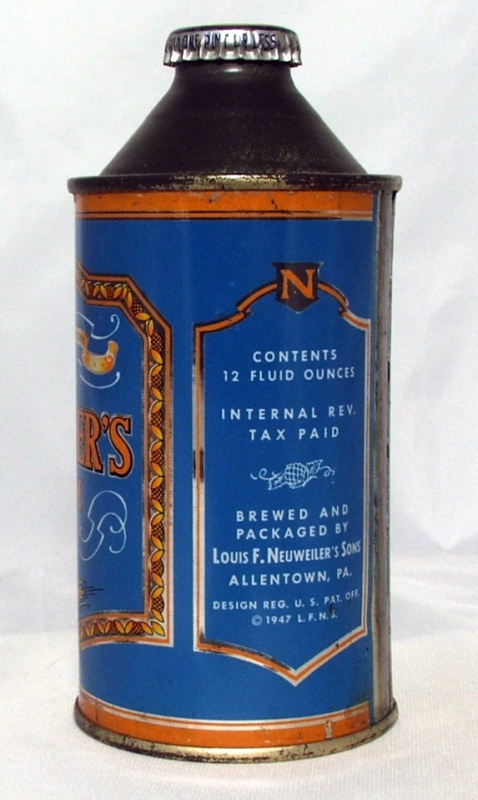 ER'S
N
CONTENTS
12 FLUID OUNCES
INTERNAL REV.
TAX PAID
BREWED AND
PACKAGED BY
LOUIS F. NEUWEILER'S SONS
ALLENTOWN, PA.
DESIGN REG. U. S. PAT. OFF.
© 1947 L. F. N. S.
1